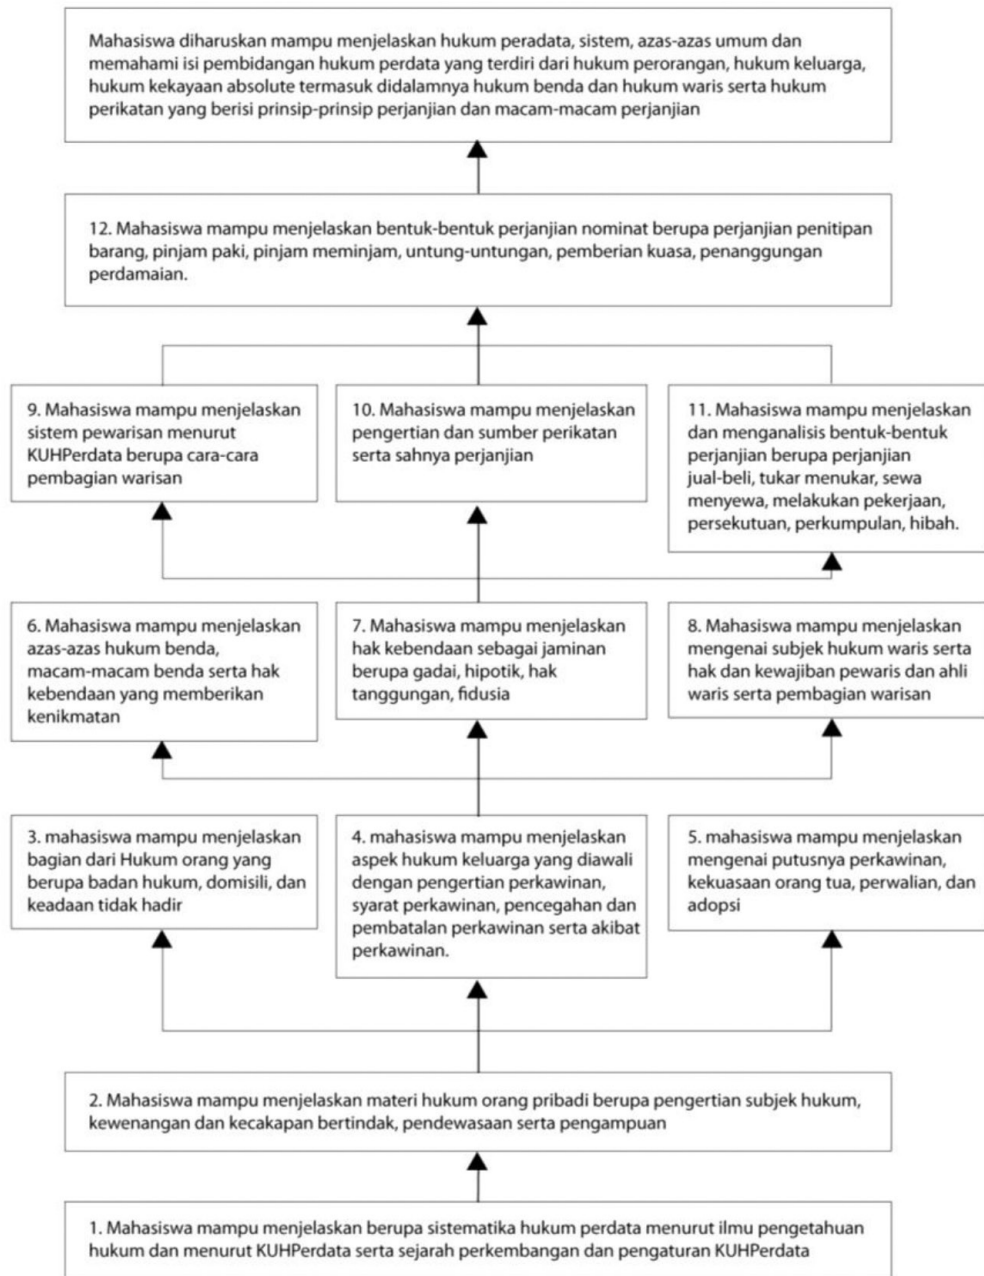 Mahasiswa diharuskan mampu menjelaskan hukum peradata, sistem, azas-azas umum dan
memahami isi pembidangan hukum perdata yang terdiri dari hukum perorangan, hukum keluarga,
hukum kekayaan absolute termasuk didalamnya hukum benda dan hukum waris serta hukum
perikatan yang berisi prinsip-prinsip perjanjian dan macam-macam perjanjian
12. Mahasiswa mampu menjelaskan bentuk-bentuk perjanjian nominat berupa perjanjian penitipan
barang, pinjam paki, pinjam meminjam, untung-untungan, pemberian kuasa, penanggungan
perdamaian.
9. Mahasiswa mampu menjelaskan
sistem pewarisan menurut
KUHPerdata berupa cara-cara
pembagian warisan
10. Mahasiswa mampu menjelaskan
pengertian dan sumber perikatan
serta sahnya perjanjian
11. Mahasiswa mampu menjelaskan
dan menganalisis bentuk-bentuk
perjanjian berupa perjanjian
jual-beli, tukar menukar, sewa
menyewa, melakukan pekerjaan,
persekutuan, perkumpulan, hibah.
6. Mahasiswa mampu menjelaskan
azas-azas hukum benda,
macam-macam benda serta hak
kebendaan yang memberikan
kenikmatan
7. Mahasiswa mampu menjelaskan
hak kebendaan sebagai jaminan
berupa gadai, hipotik, hak
tanggungan, fidusia
8. Mahasiswa mampu menjelaskan
mengenai subjek hukum waris serta
hak dan kewajiban pewaris dan ahli
waris serta pembagian warisan
3. mahasiswa mampu menjelaskan
bagian dari Hukum orang yang
berupa badan hukum, domisili, dan
keadaan tidak hadir
4. mahasiswa mampu menjelaskan
aspek hukum keluarga yang diawali
dengan pengertian perkawinan,
syarat perkawinan, pencegahan dan
pembatalan perkawinan serta akibat
perkawinan.
5. mahasiswa mampu menjelaskan
mengenai putusnya perkawinan,
kekuasaan orang tua, perwalian, dan
adopsi
2. Mahasiswa mampu menjelaskan materi hukum orang pribadi berupa pengertian subjek hukum,
kewenangan dan kecakapan bertindak, pendewasaan serta pengampuan
1. Mahasiswa mampu menjelaskan berupa sistematika hukum perdata menurut ilmu pengetahuan
hukum dan menurut KUHPerdata serta sejarah perkembangan dan pengaturan KUHPerdata